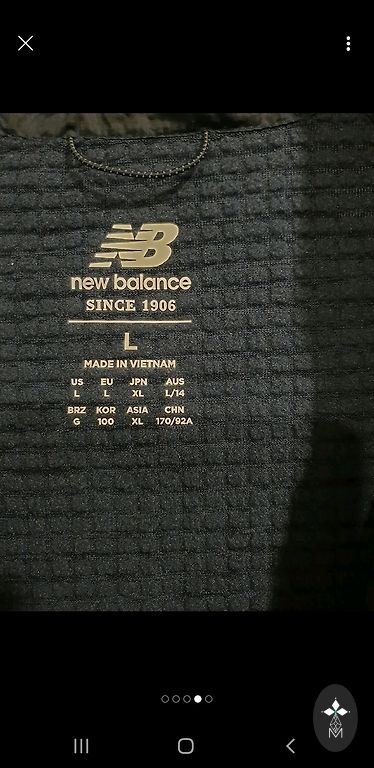 NB
new balance
SINCE 1906
L
MADE IN VIETNAM
US EU JPN AUS
L L XL L/14
BRZ KOR ASIA CHN
G 100 XL 170/92A
M